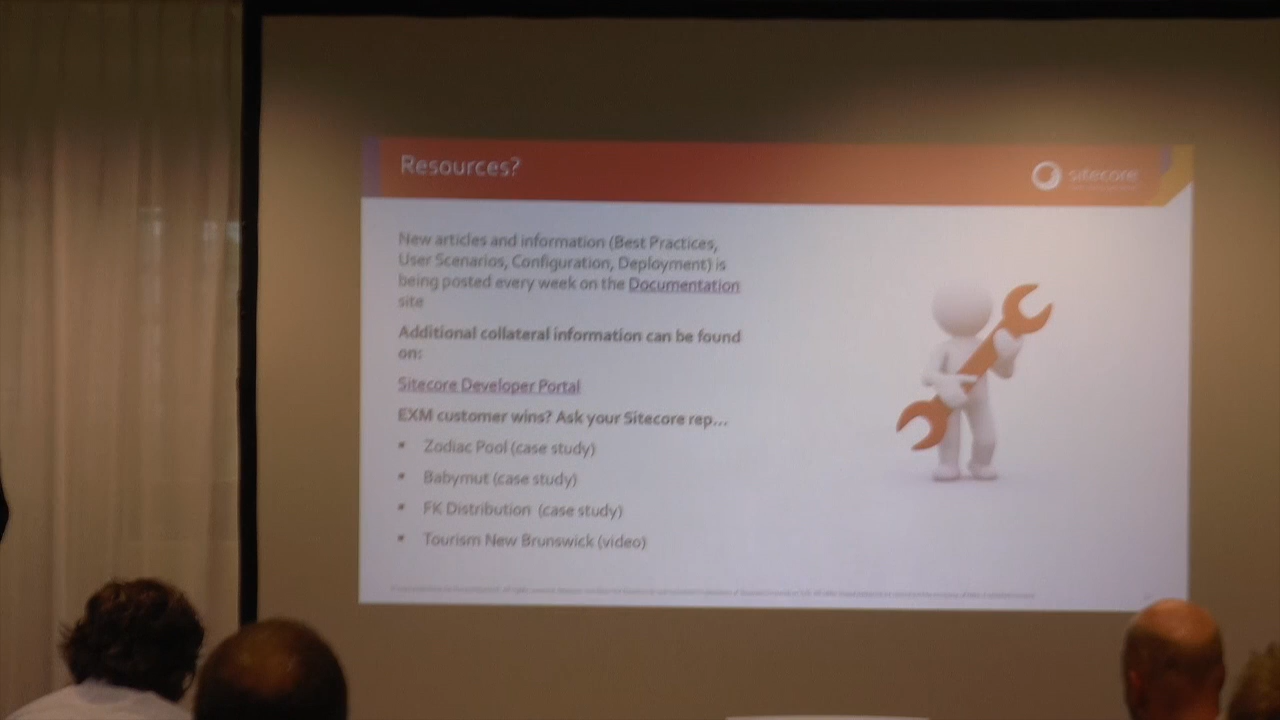 Resources?
sitecore
New articles and information (Best Practices,
User Scenarios, Configuration, Deployment) is
being posted every week on the Documentation
site
Additional collateral information can be found
on:
Sitecore Developer Portal
EXM customer wins? Ask your Sitecore rep...
▪ Zodiac Pool (case study)
▪ Babymut (case study)
▪ FK Distribution (case study)
▪ Tourism New Brunswick (video)